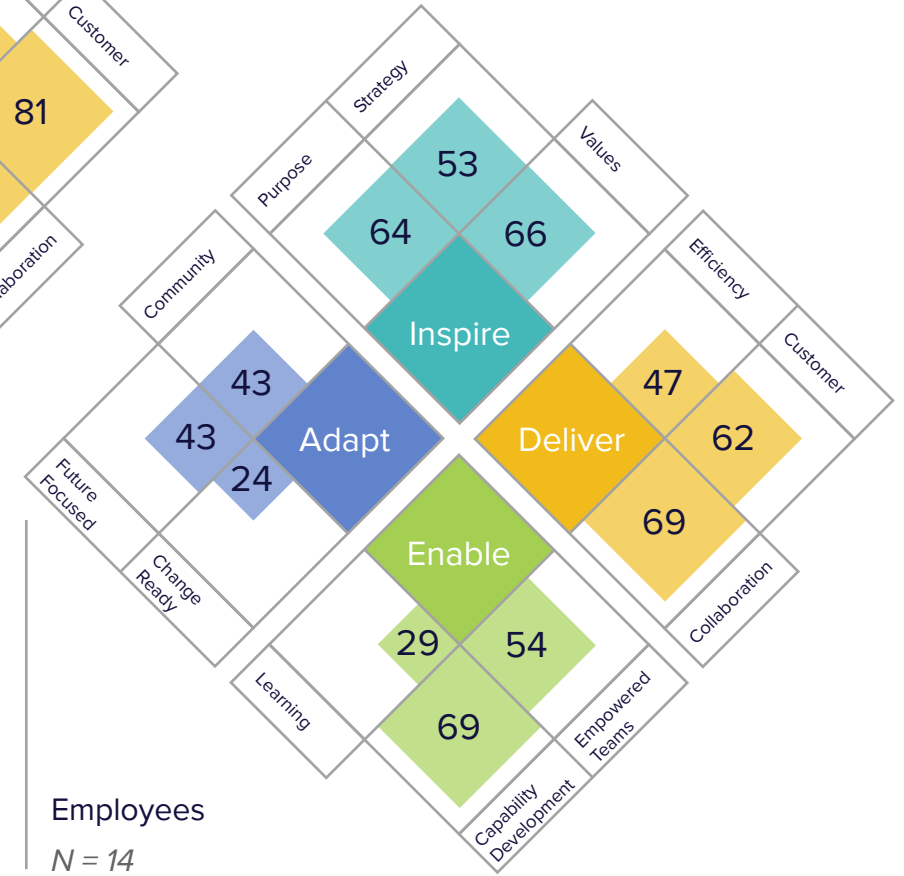 Customer
81
aboration
Strategy
Purpose
Values
53
64
66
Inspire
Community
43
43
24
Adapt
Future
Focused
Change
Ready
Efficiency
Customer
47
62
69
Deliver
Collaboration
Enable
29
54
69
Learning
Empowered
Teams
Capability
Development
Employees
N = 14